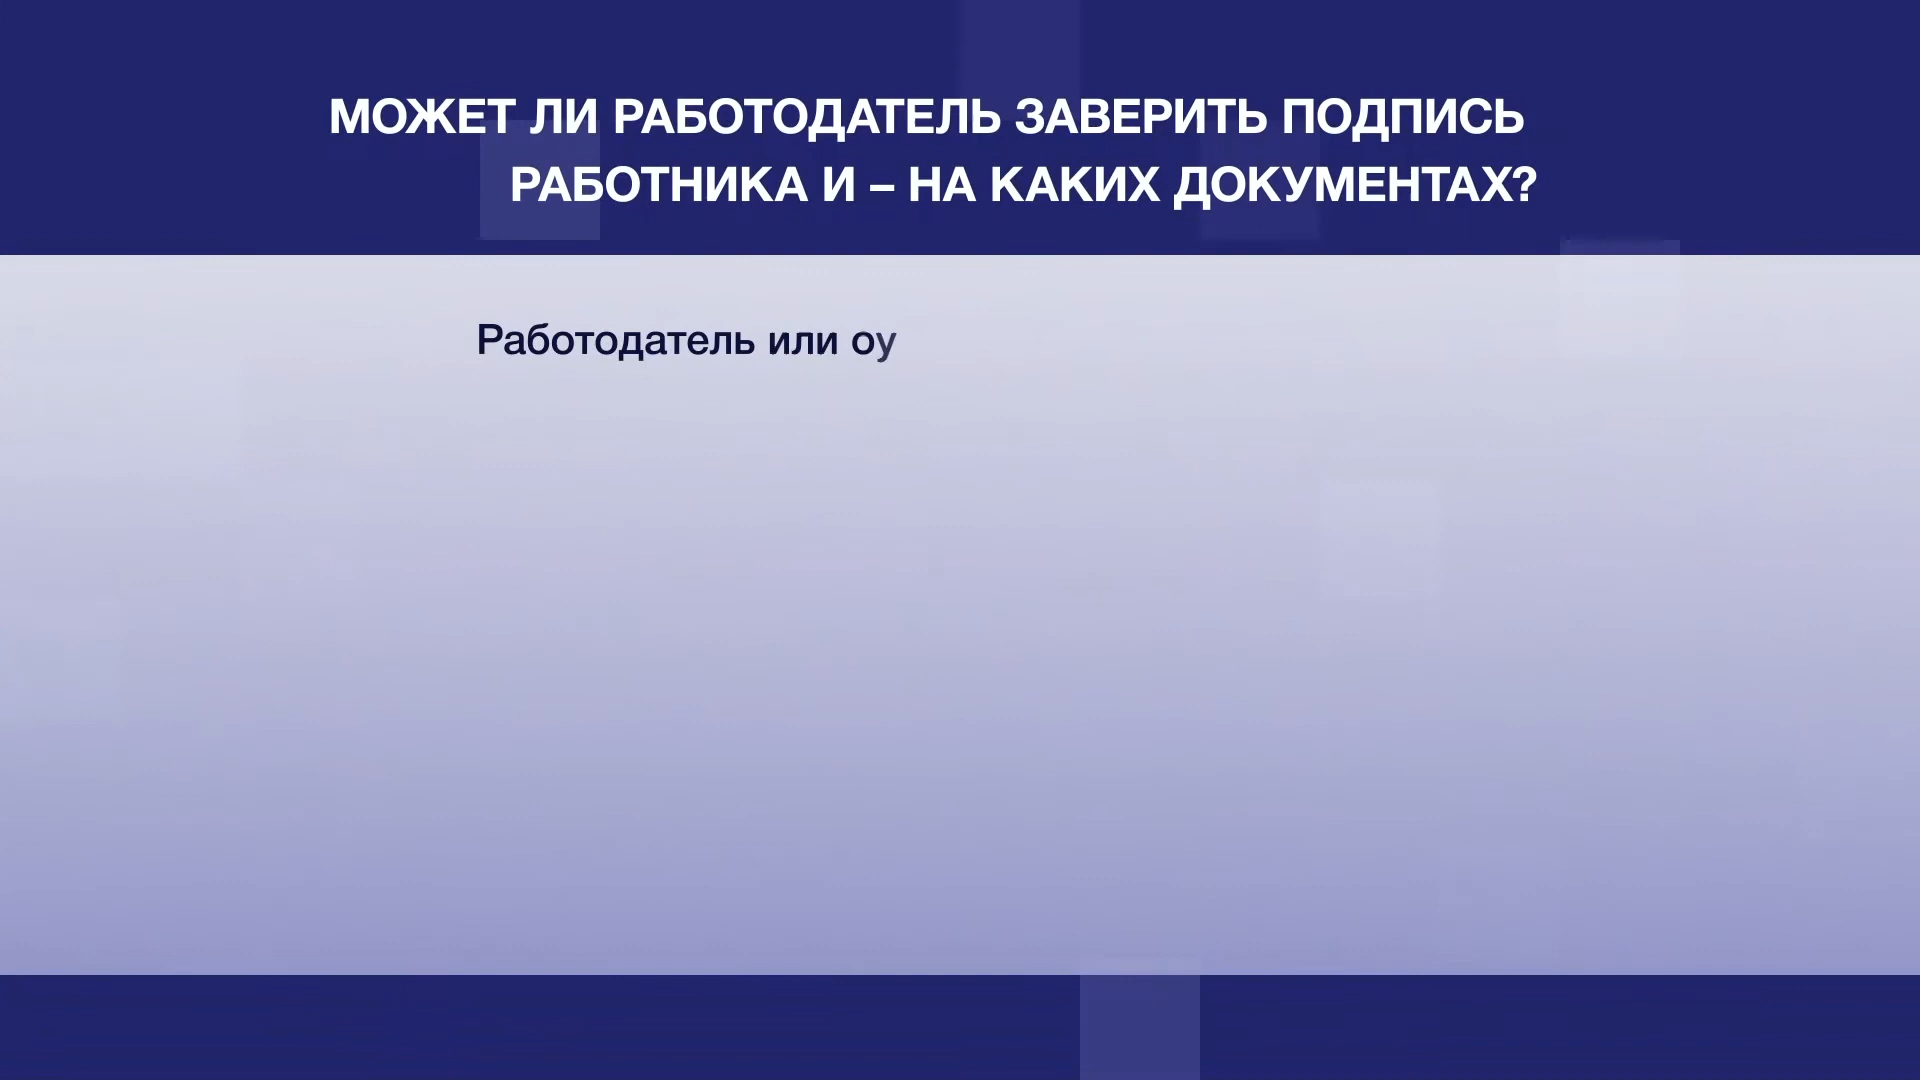 МОЖЕТ ЛИ РАБОТОДАТЕЛЬ ЗАВЕРИТЬ ПОДПИСЬ
РАБОТНИКА И – НА КАКИХ ДОКУМЕНТАХ?
Работодатель или оу